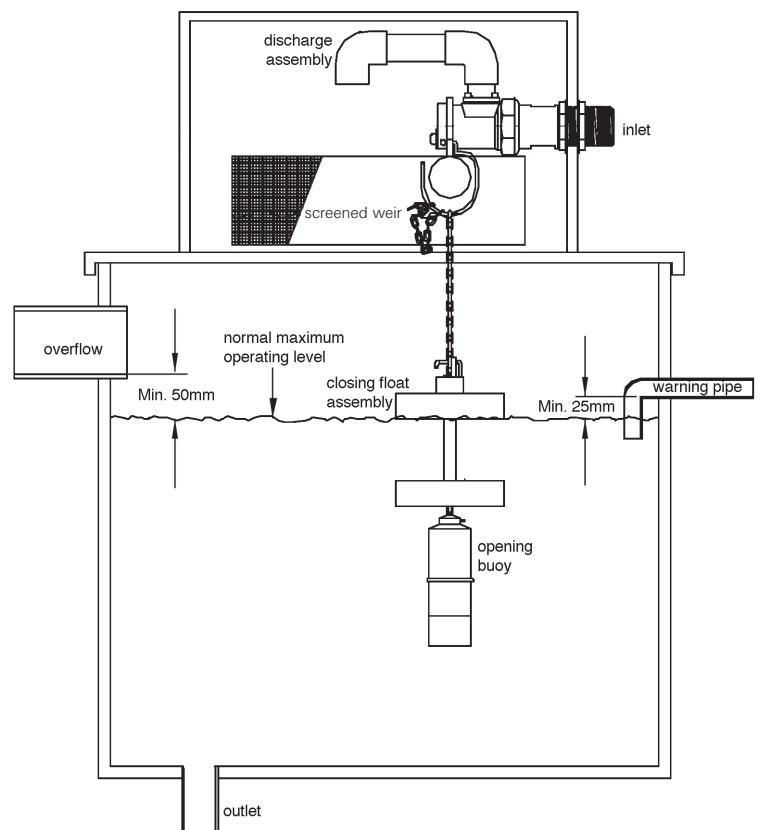 discharge
assembly
inlet
screened weir
overflow
normal maximum
operating level
closing float
assembly
warning pipe
Min. 50mm
Min. 25mm
opening
buoy
outlet